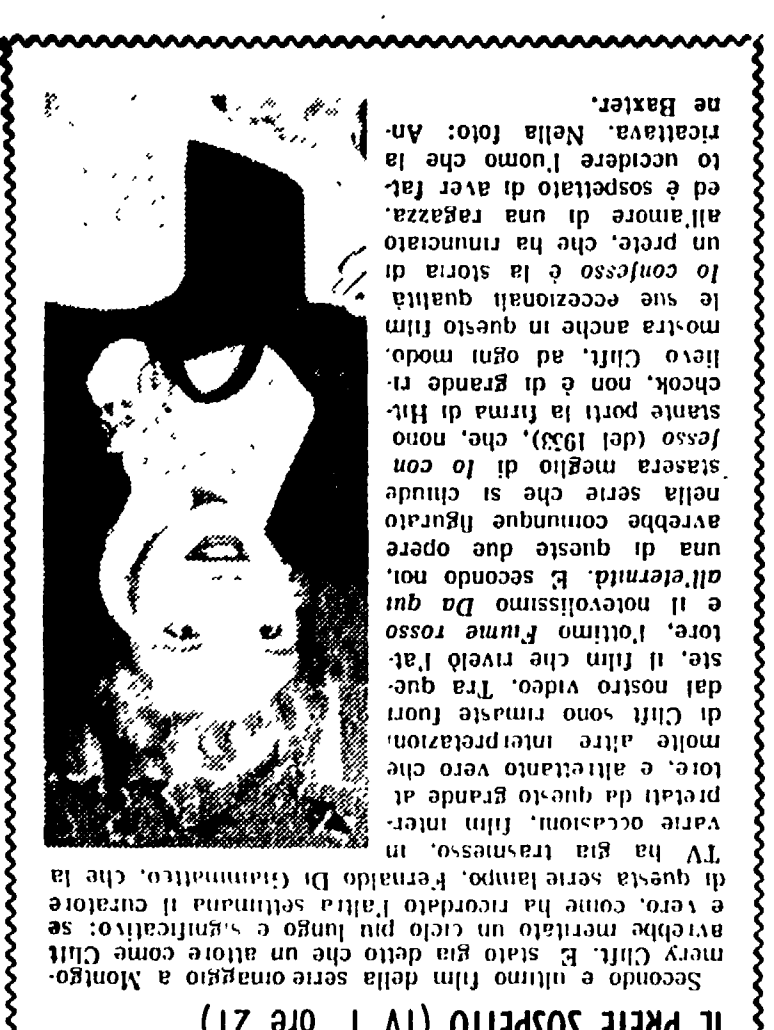 IL PRETE SOSPETTO (TV 1° ore 21)
Secondo e ultimo film della serie omaggio a Montgo-
mery Clift. E' stato già detto che un attore come Clift
avrebbe meritato un ciclo più lungo e significativo: se
è vero, come ha ricordato l'altra settimana il curatore
di questa serie lampo, Fernaldo Di Giammatteo, che la
TV ha già trasmesso, in
varie occasioni, film inter-
pretati da questo grande at
tore, è altrettanto vero che
molte altre interpretazioni
di Clift sono rimaste fuori
dal nostro video. Tra que-
ste, il film che rivelò l'at-
tore, l'ottimo Fiume rosso
e il notevolissimo Da qui
all'eternità. E secondo noi,
una di queste due opere
avrebbe comunque figurato
nella serie che si chiude
stasera meglio di Io con
fesso (del 1953), che, nono
stante porti la firma di Hit-
chcok, non è di grande ri-
lievo Clift, ad ogni modo,
mostra anche in questo film
le sue eccezionali qualità
Io confesso è la storia di
un prete, che ha rinunciato
all'amore di una ragazza,
ed è sospettato di aver fat-
to uccidere l'uomo che la
ricattava. Nella foto: An-
ne Baxter.